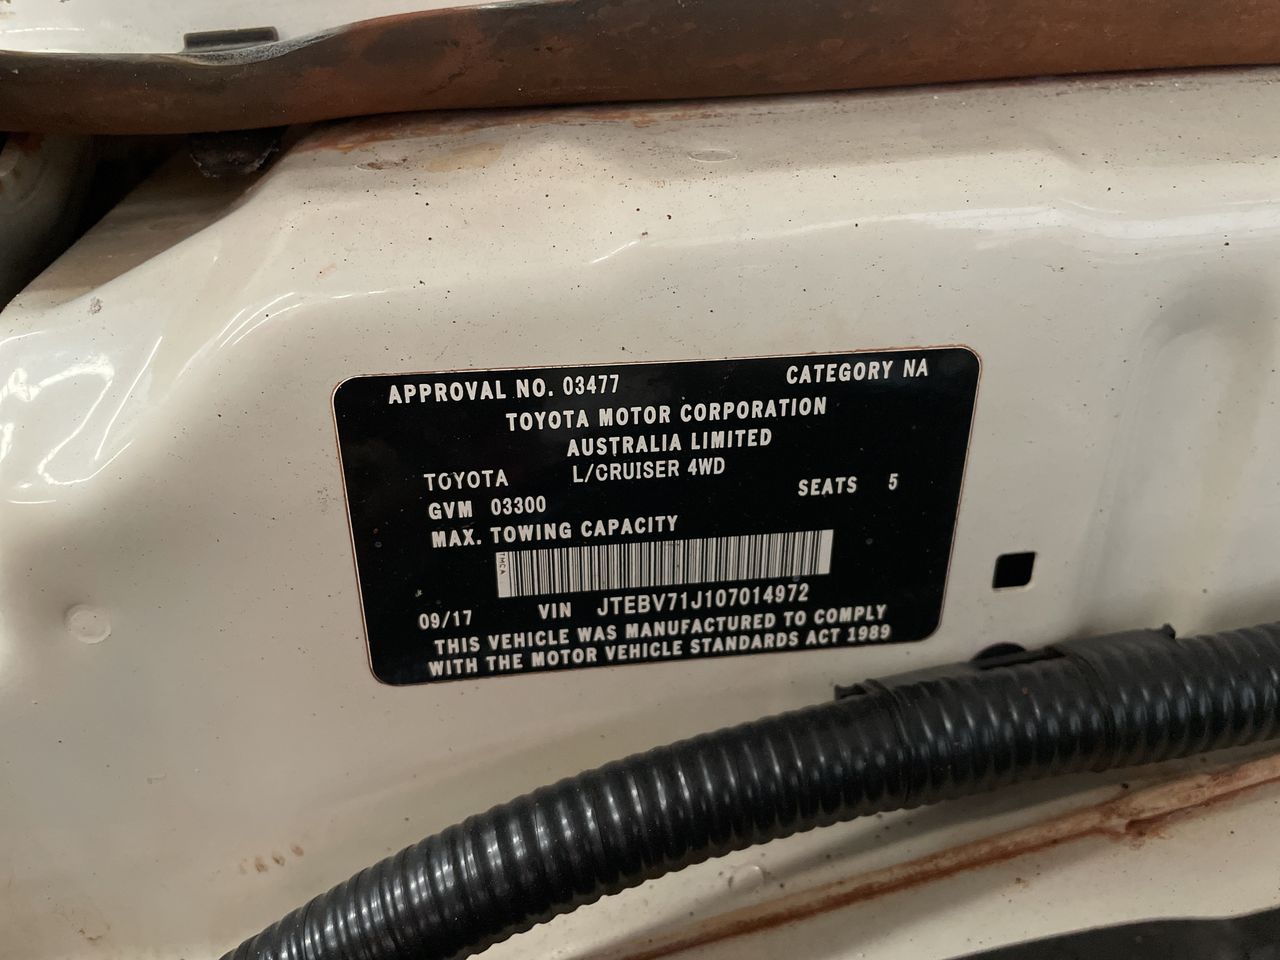 APPROVAL NO. 03477 CATEGORY NA
TOYOTA MOTOR CORPORATION
AUSTRALIA LIMITED
TOYOTA L/CRUISER 4WD
GVM 03300 SEATS 5
MAX. TOWING CAPACITY
TMCA
09/17 VIN JTEBV71J107014972
THIS VEHICLE WAS MANUFACTURED TO COMPLY
WITH THE MOTOR VEHICLE STANDARDS ACT 1989